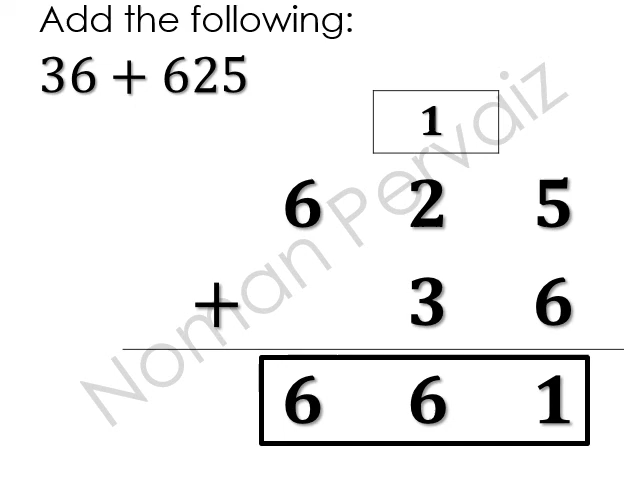 Add the following:
36 + 625
1
6 2 5
+ 3 6
6 6 1
Noman Pervaiz